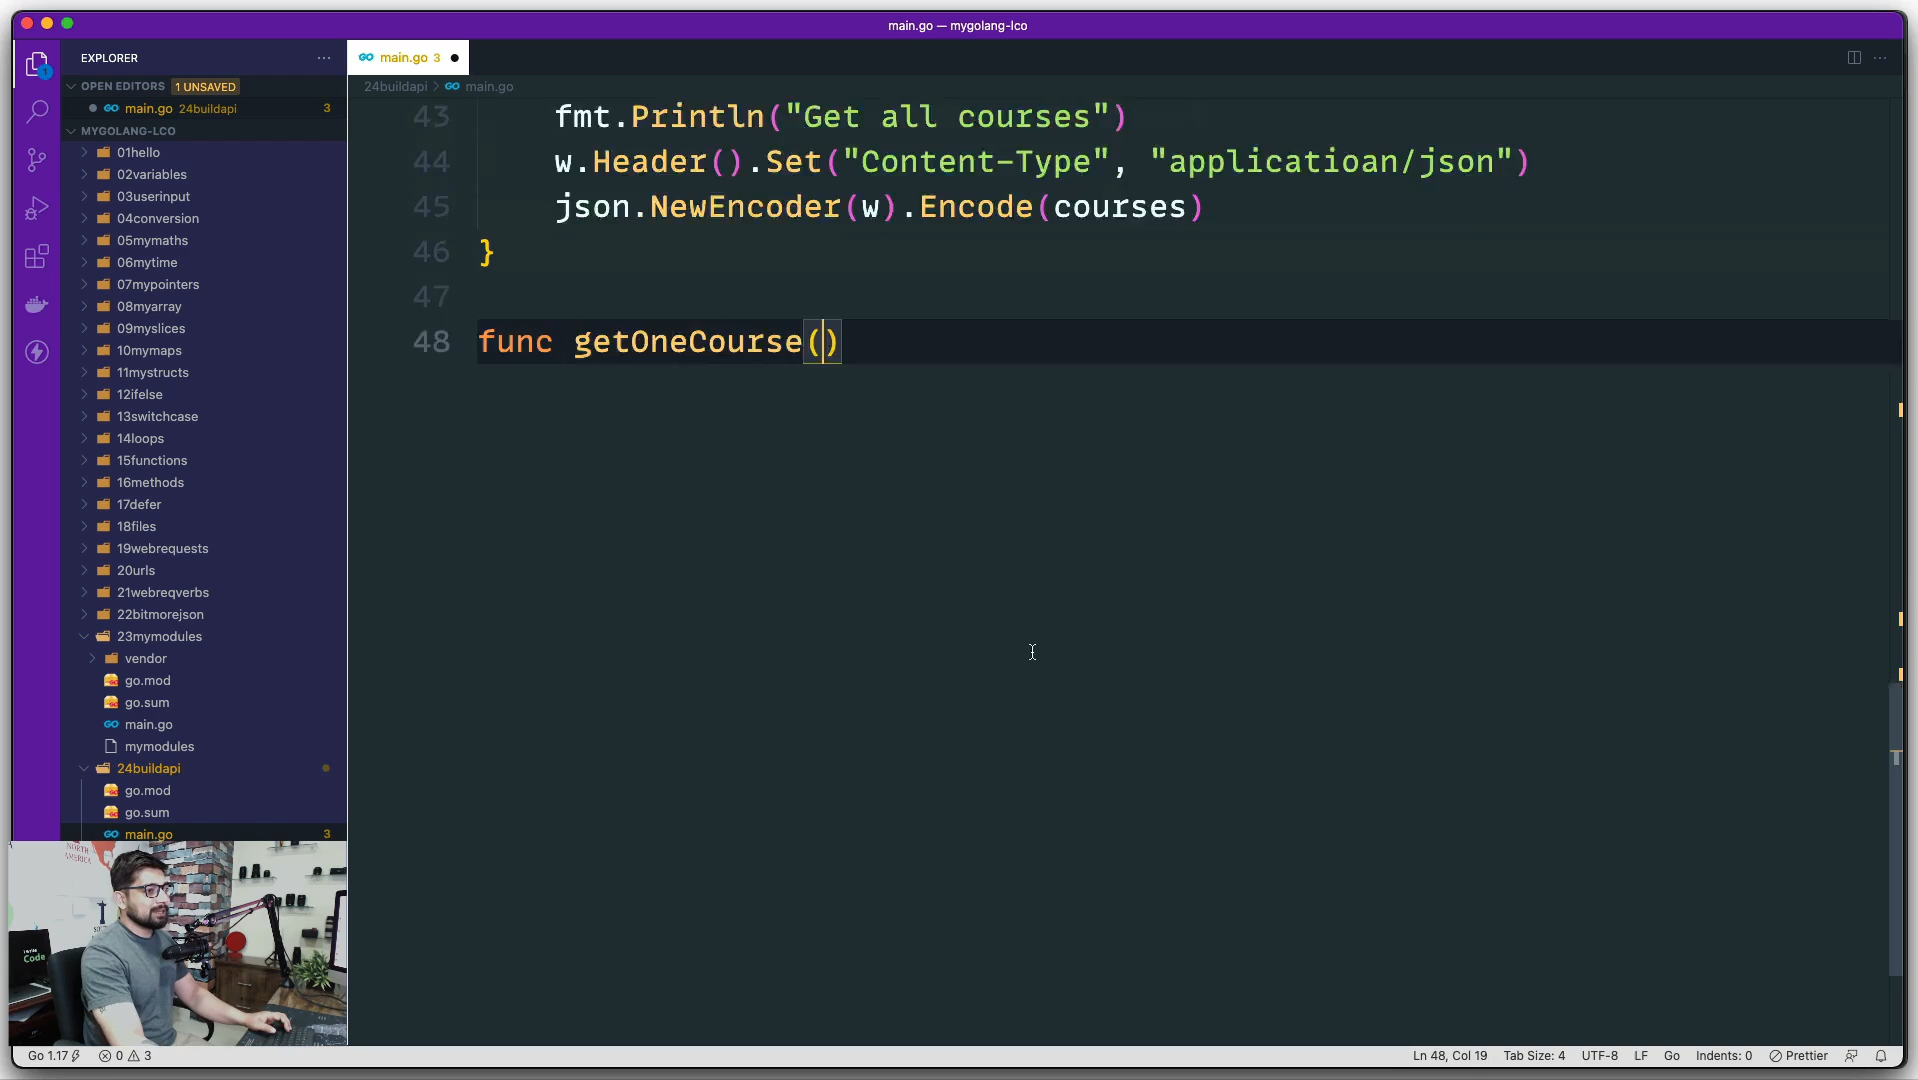 main.go — mygolang-lco
EXPLORER
main.go 3
OPEN EDITORS 1 UNSAVED
24buildapi > main.go
main.go 24buildapi 3
MYGOLANG-LCO
01hello
02variables
03userinput
04conversion
05mymaths
06mytime
07mypointers
08myarray
09myslices
10mymaps
11mystructs
12ifelse
13switchcase
14loops
15functions
16methods
17defer
18files
19webrequests
20urls
21webreqverbs
22bitmorejson
23mymodules
vendor
go.mod
go.sum
main.go
mymodules
24buildapi
go.mod
go.sum
main.go 3
43 fmt.Println("Get all courses")
44 w.Header().Set("Content-Type", "applicatioan/json")
45 json.NewEncoder(w).Encode(courses)
46 }
47
48 func getOneCourse()
NORTH
AMERICA
Code
Go 1.17 0 3 Ln 48, Col 19 Tab Size: 4 UTF-8 LF Go Indents: 0 Prettier